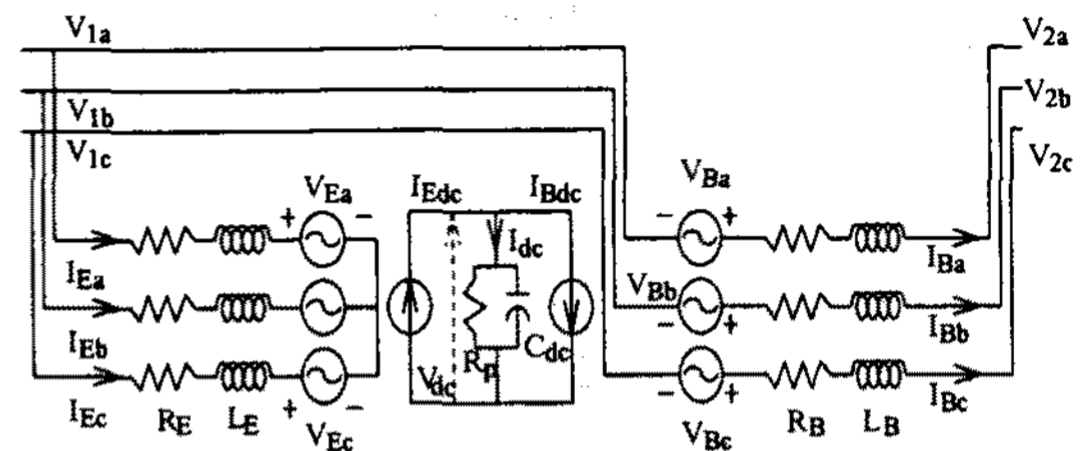 V1a
V2a
V2b
V1b
V1c
V2c
VEa
IEdc
IBdc
VBa
Idc
IEa
IBa
VBb
IEb
IBb
Rp
Cdc
Vdc
IEc
RE
LE
VEc
VBc
RB
LB
IBc